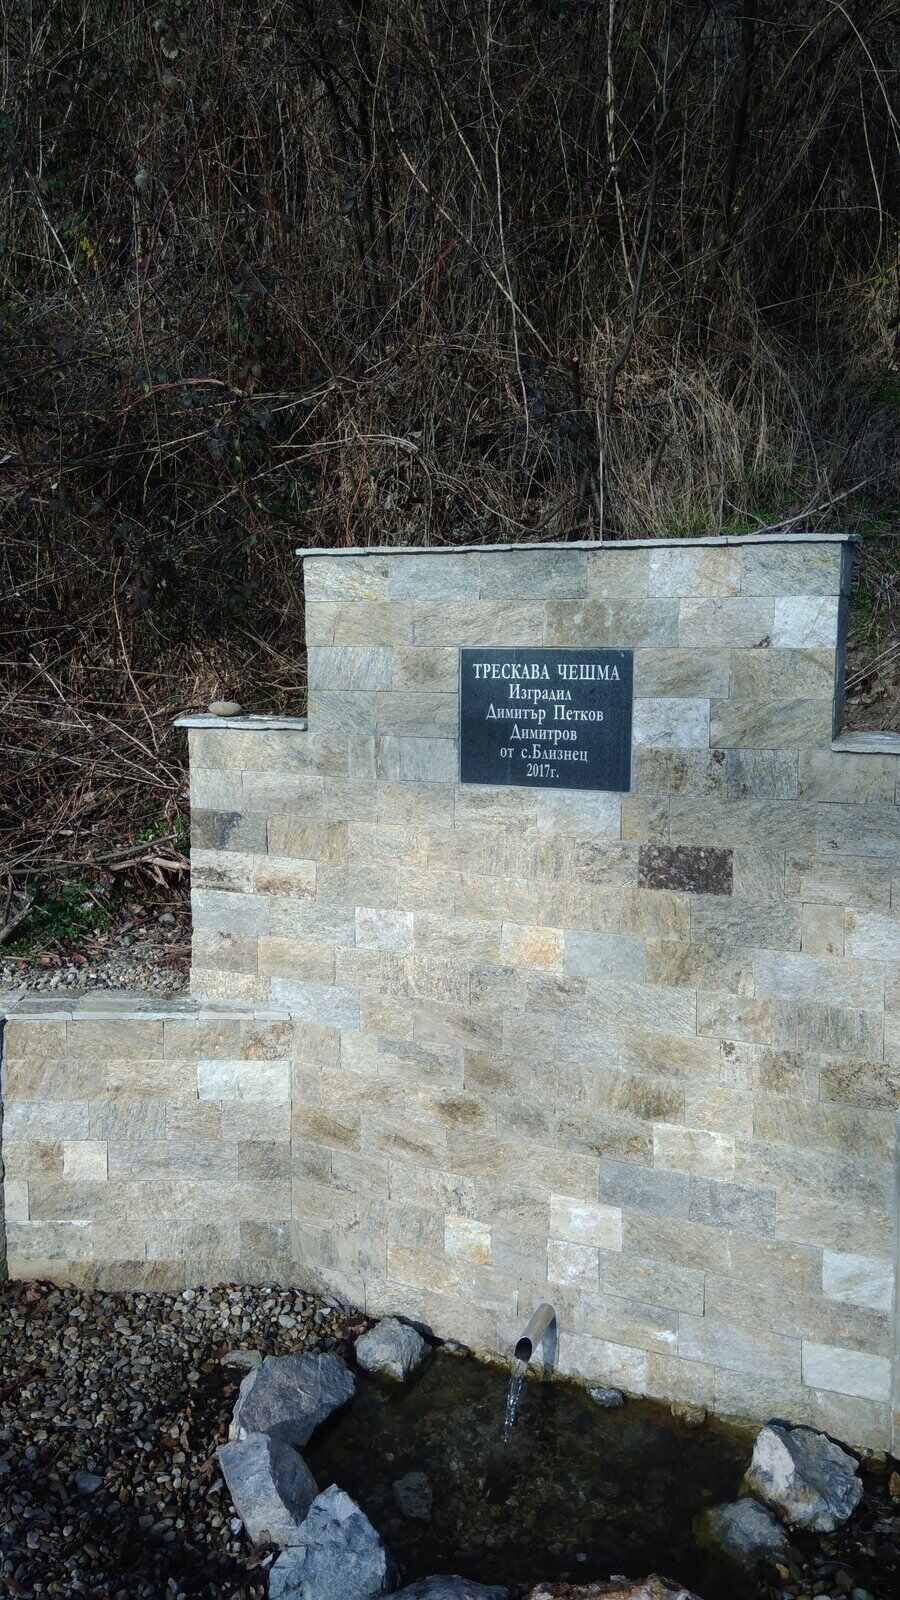 ТРЕСКАВА ЧЕШМА
Изградил
Димитър Петков
Димитров
от с.Близнец
2017г.